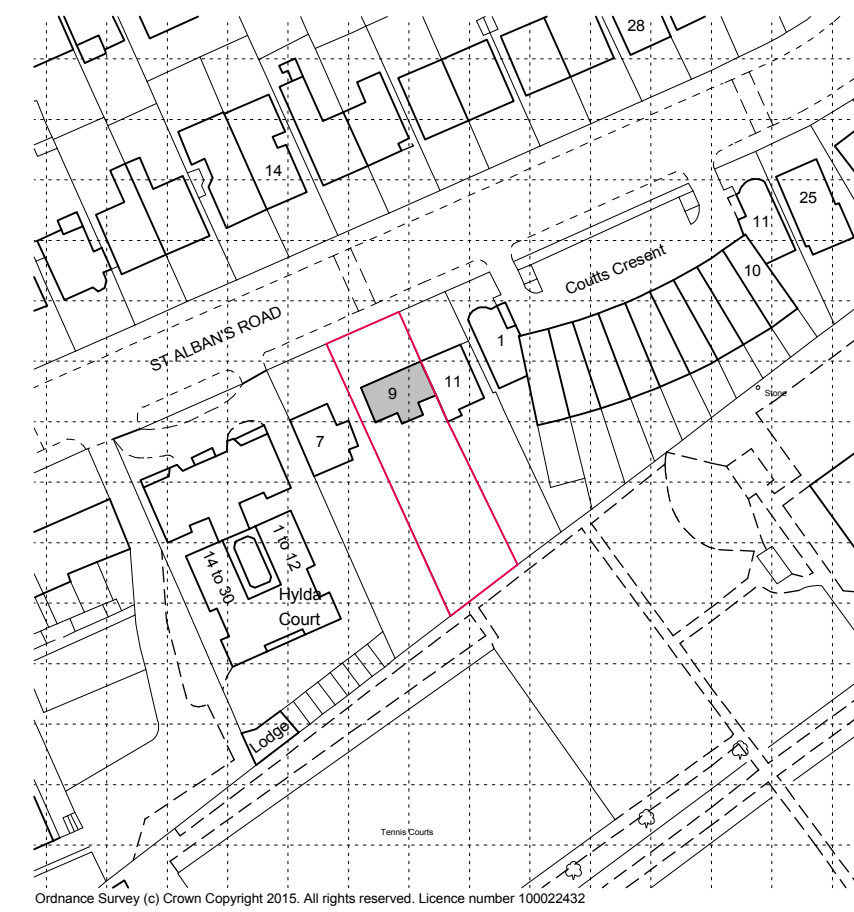 28
14
25
11
10
Coutts Cresent
ST ALBAN'S ROAD
1
11
9
Stone
7
1 to 12
14 to 30
Hylda
Court
Lodge
Tennis Courts
Ordnance Survey (c) Crown Copyright 2015. All rights reserved. Licence number 100022432